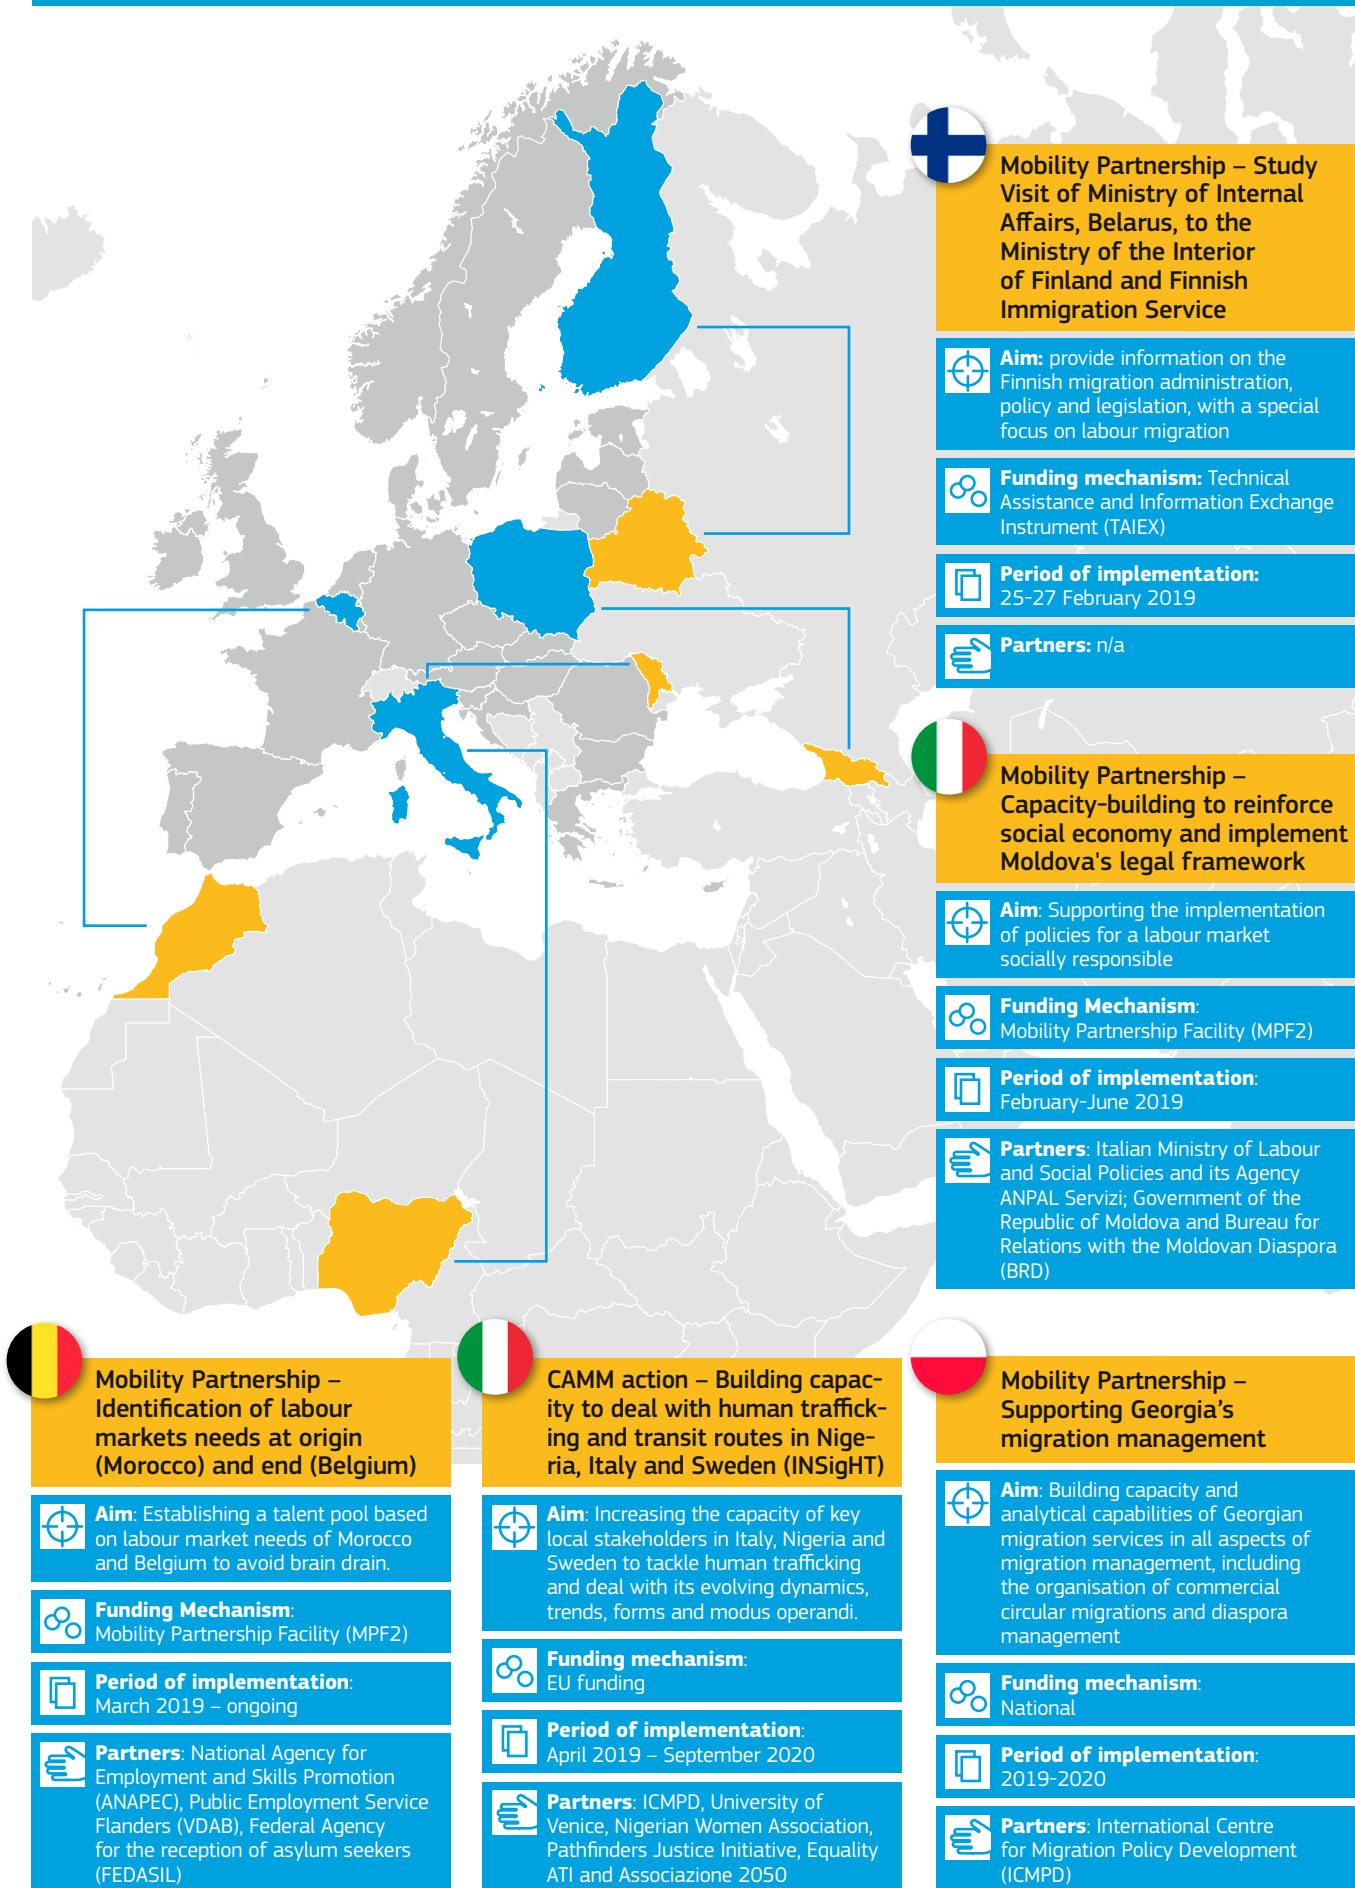 Mobility Partnership – Study
Visit of Ministry of Internal
Affairs, Belarus, to the
Ministry of the Interior
of Finland and Finnish
Immigration Service
Aim: provide information on the
Finnish migration administration,
policy and legislation, with a special
focus on labour migration
Funding mechanism: Technical
Assistance and Information Exchange
Instrument (TAIEX)
Period of implementation:
25-27 February 2019
Partners: n/a
Mobility Partnership –
Capacity-building to reinforce
social economy and implement
Moldova's legal framework
Aim: Supporting the implementation
of policies for a labour market
socially responsible
Funding Mechanism:
Mobility Partnership Facility (MPF2)
Period of implementation:
February-June 2019
Partners: Italian Ministry of Labour
and Social Policies and its Agency
ANPAL Servizi; Government of the
Republic of Moldova and Bureau for
Relations with the Moldovan Diaspora
(BRD)
Mobility Partnership –
Identification of labour
markets needs at origin
(Morocco) and end (Belgium)
Aim: Establishing a talent pool based
on labour market needs of Morocco
and Belgium to avoid brain drain.
Funding Mechanism:
Mobility Partnership Facility (MPF2)
Period of implementation:
March 2019 – ongoing
Partners: National Agency for
Employment and Skills Promotion
(ANAPEC), Public Employment Service
Flanders (VDAB), Federal Agency
for the reception of asylum seekers
(FEDASIL)
CAMM action – Building capac-
ity to deal with human traffick-
ing and transit routes in Nige-
ria, Italy and Sweden (INSigHT)
Aim: Increasing the capacity of key
local stakeholders in Italy, Nigeria and
Sweden to tackle human trafficking
and deal with its evolving dynamics,
trends, forms and modus operandi.
Funding mechanism:
EU funding
Period of implementation:
April 2019 – September 2020
Partners: ICMPD, University of
Venice, Nigerian Women Association,
Pathfinders Justice Initiative, Equality
ATI and Associazione 2050
Mobility Partnership –
Supporting Georgia’s
migration management
Aim: Building capacity and
analytical capabilities of Georgian
migration services in all aspects of
migration management, including
the organisation of commercial
circular migrations and diaspora
management
Funding mechanism:
National
Period of implementation:
2019-2020
Partners: International Centre
for Migration Policy Development
(ICMPD)